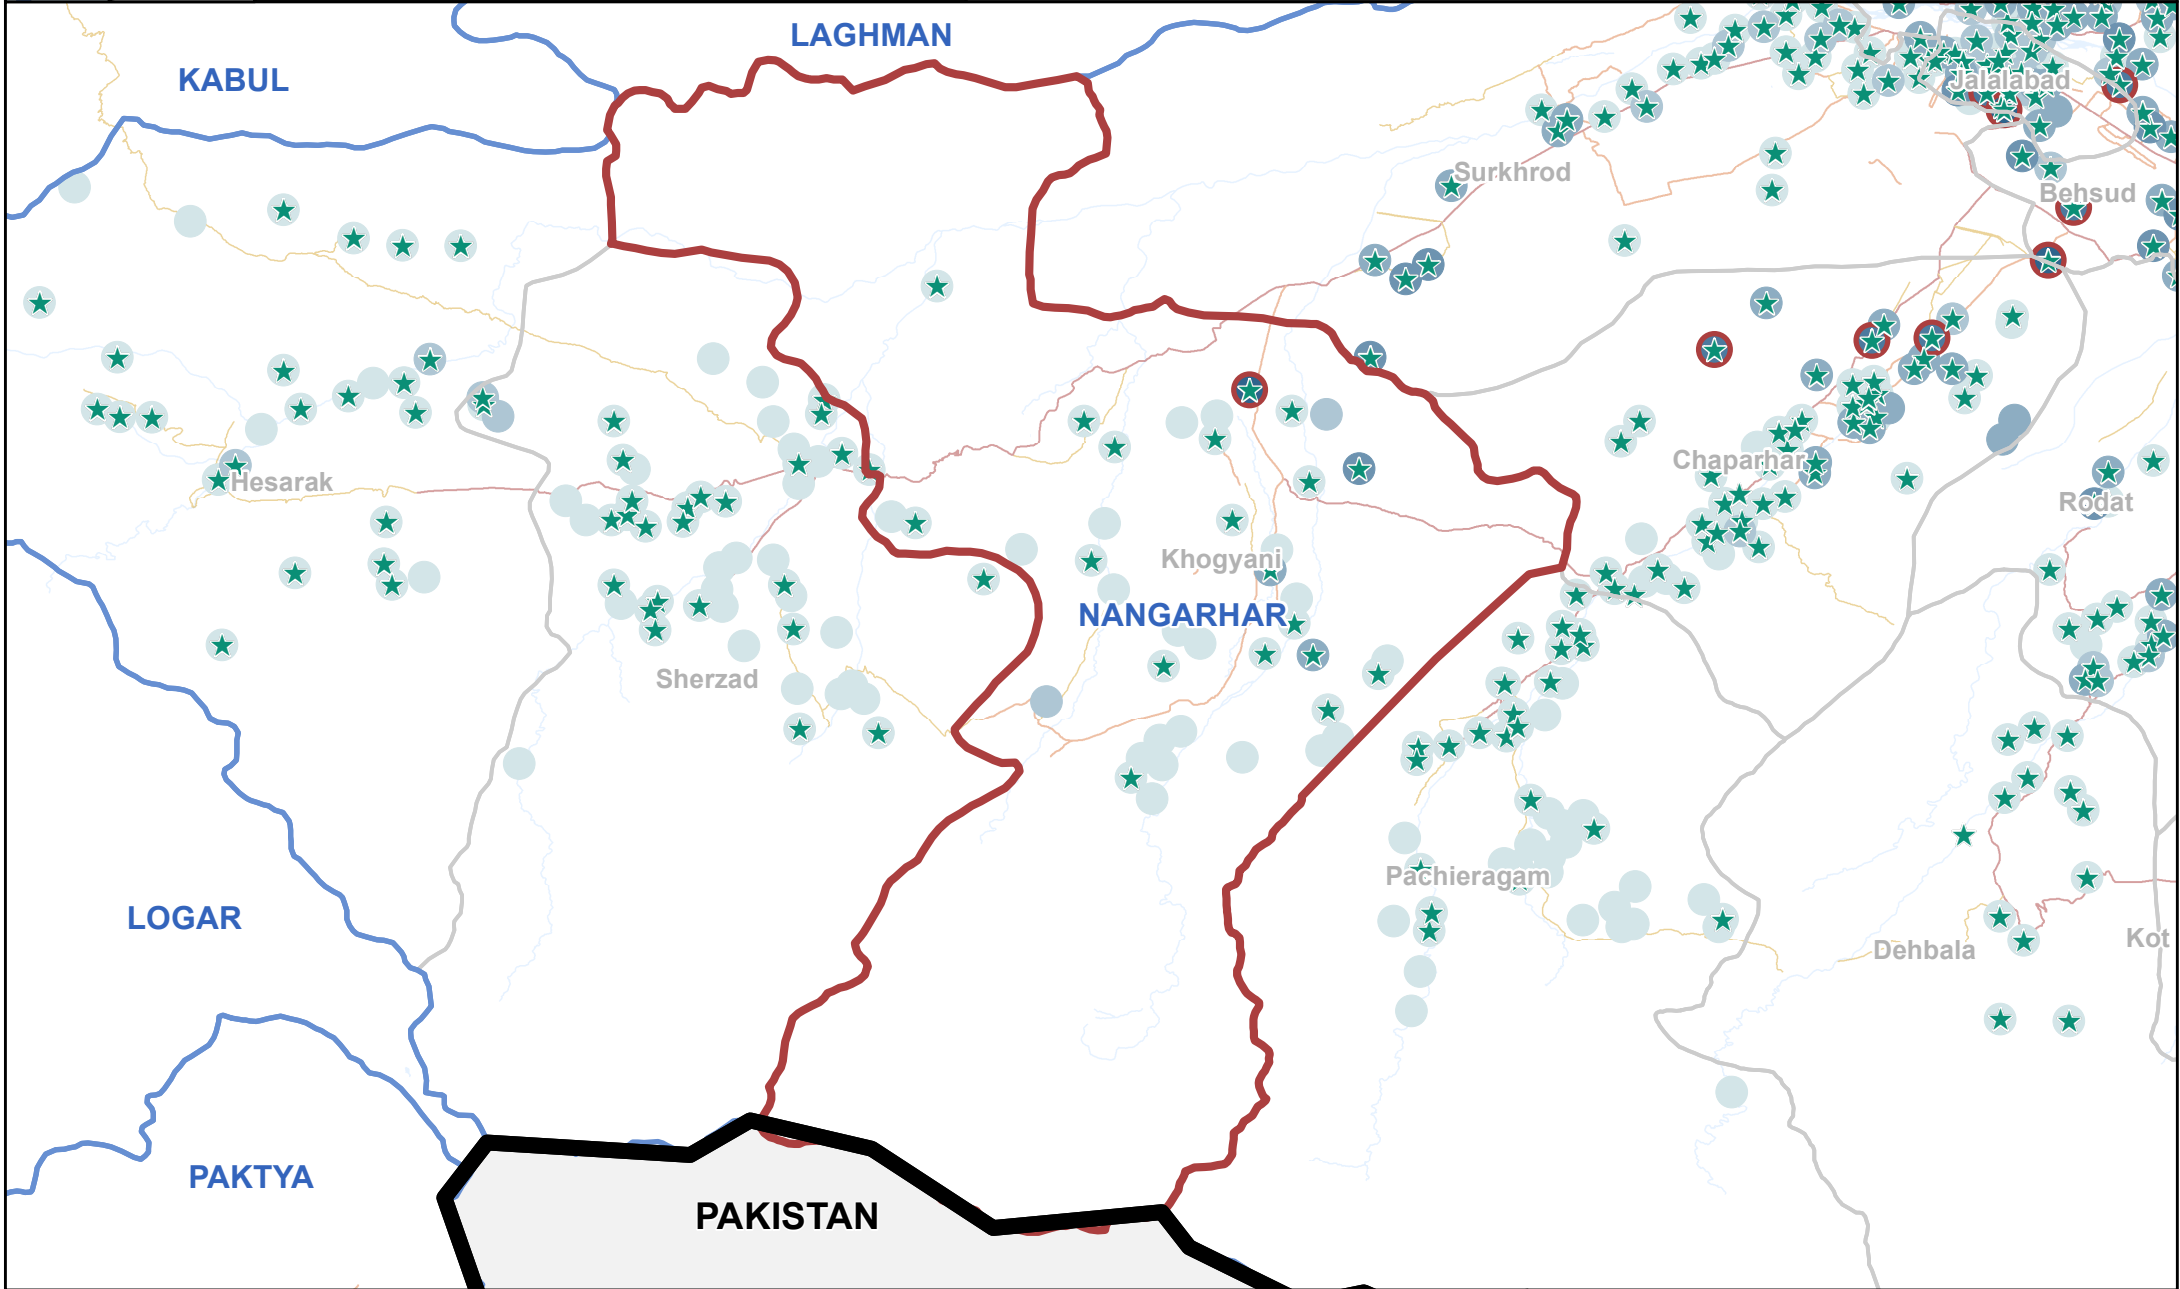 LAGHMAN
KABUL
Jalalabad
Surkhrod
Behsud
Chaparhar
Hesarak
Rodat
Khogyani
NANGARHAR
Sherzad
Pachieragam
LOGAR
Kot
Dehbala
PAKTYA
PAKISTAN